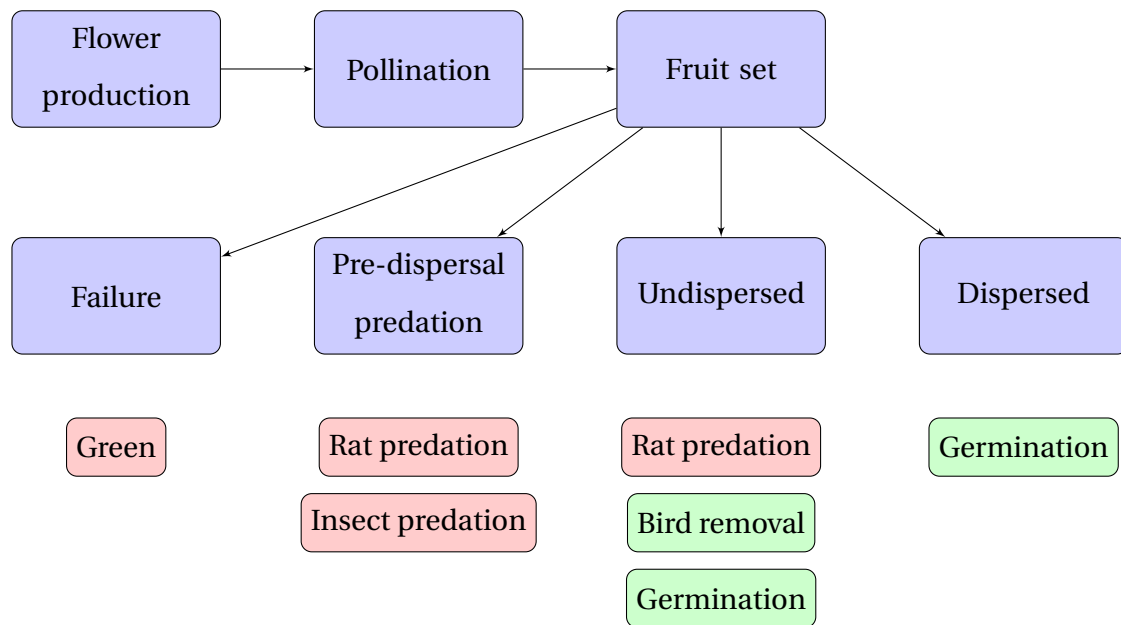 Flower
production
Pollination
Fruit set
Failure
Pre-dispersal
predation
Undispersed
Dispersed
Green
Rat predation
Rat predation
Germination
Insect predation
Bird removal
Germination